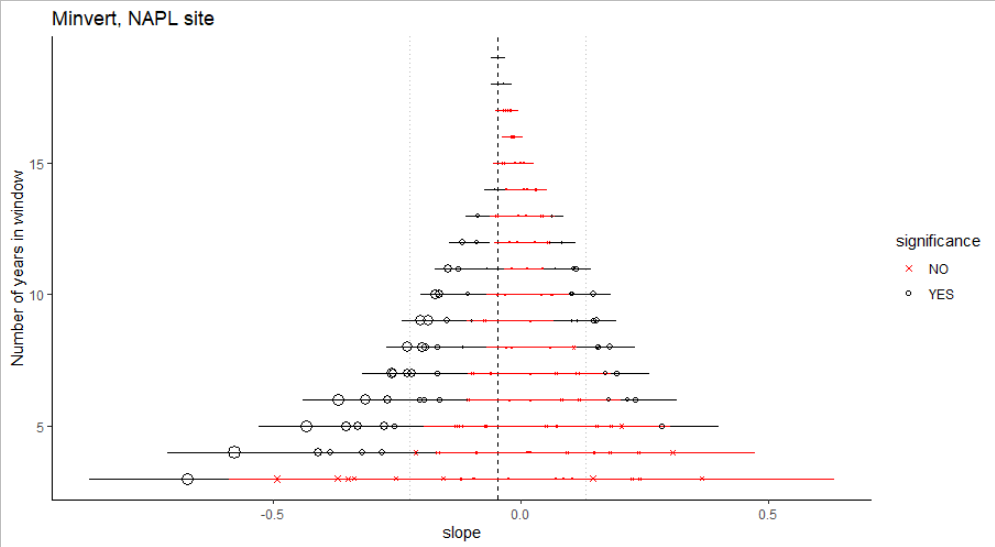 Minvert, NAPL site
Number of years in window
15
10
5
-0.5
0.0
0.5
slope
significance
NO
YES